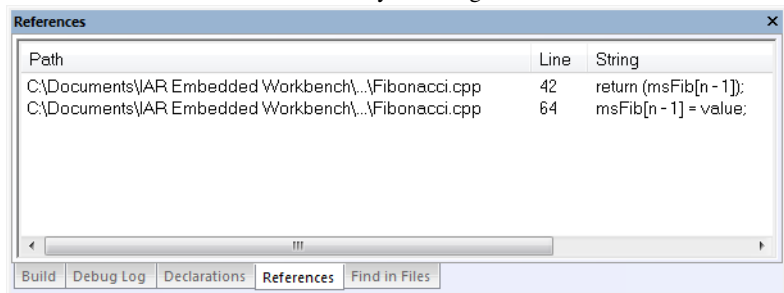 References
Path Line String
C:\Documents\IAR Embedded Workbench\...\Fibonacci.cpp 42 return (msFib[n - 1]);
C:\Documents\IAR Embedded Workbench\...\Fibonacci.cpp 64 msFib[n - 1] = value;
Build Debug Log Declarations References Find in Files